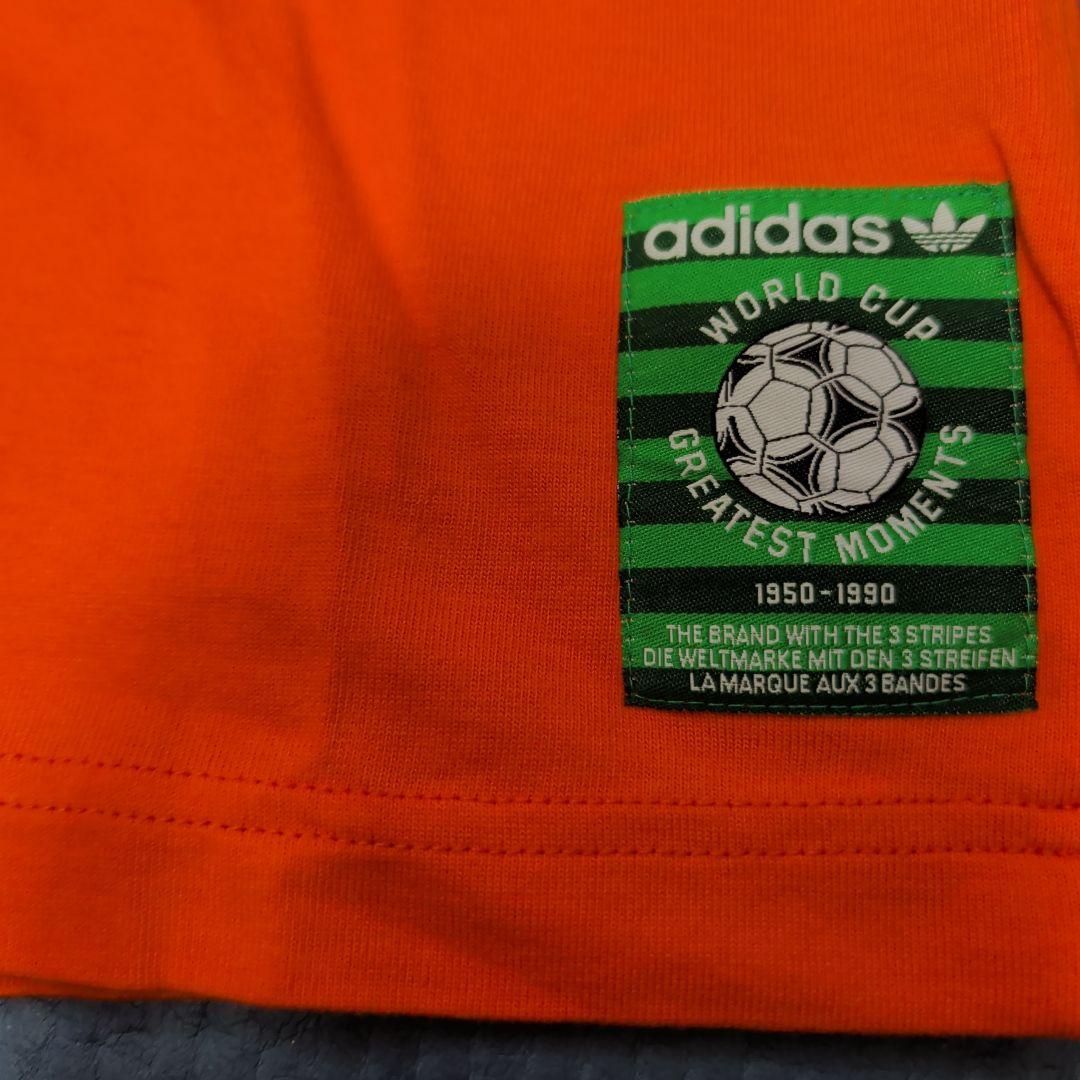 adidas
WORLD CUP
GREATEST MOMENTS
1950-1990
THE BRAND WITH THE 3 STRIPES
DIE WELTMARKE MIT DEN 3 STREIFEN
LA MARQUE AUX 3 BANDES